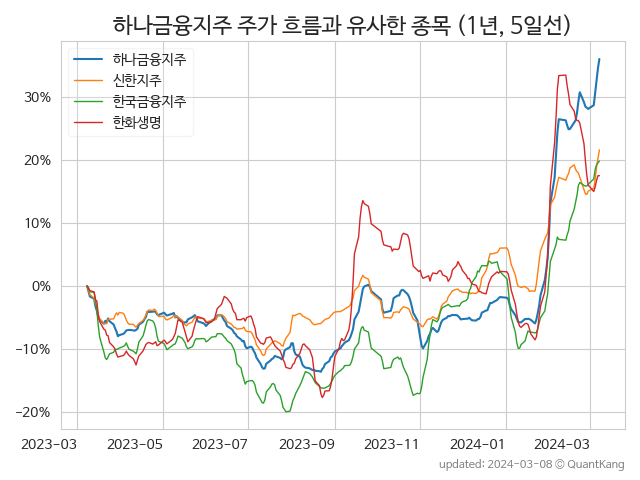 하나금융지주 주가 흐름과 유사한 종목 (1년, 5일선)
하나금융지주
신한지주
한국금융지주
한화생명
30%
20%
10%
0%
−10%
−20%
2023-03
2023-05
2023-07
2023-09
2023-11
2024-01
2024-03
updated: 2024-03-08 © QuantKang